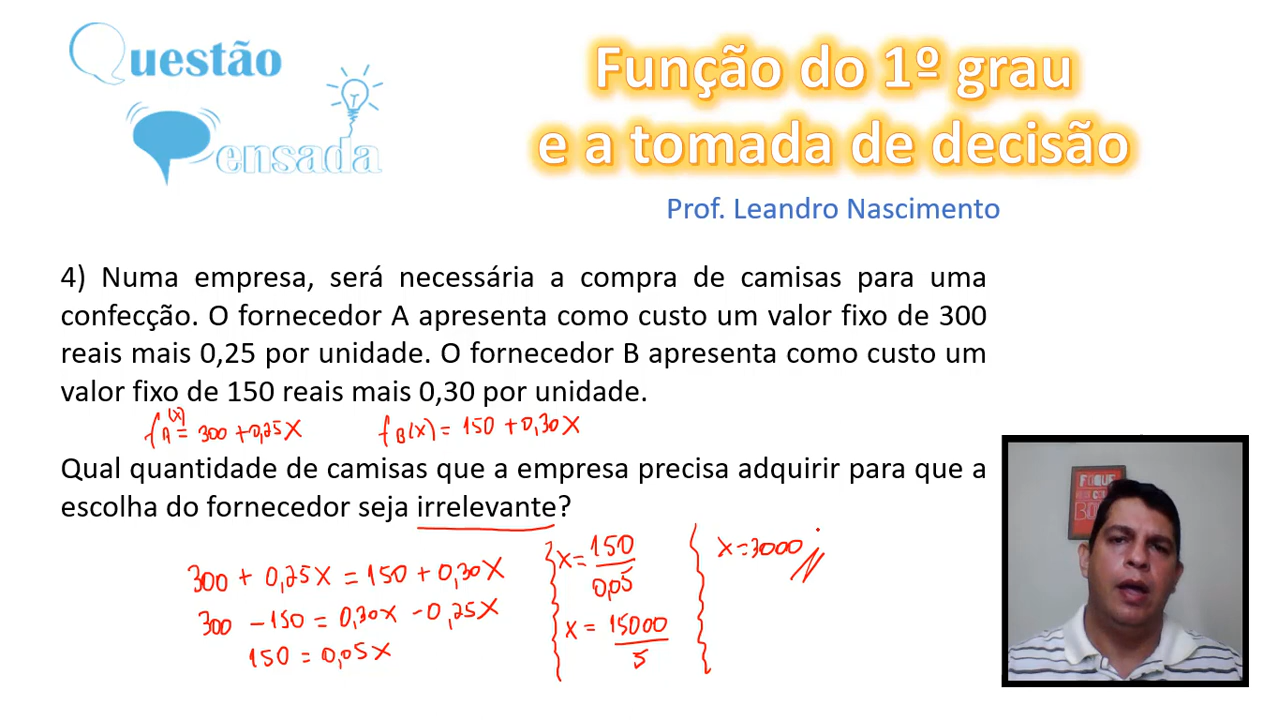 Questão
Pensada
Função do 1º grau
e a tomada de decisão
Prof. Leandro Nascimento
4) Numa empresa, será necessária a compra de camisas para uma
confecção. O fornecedor A apresenta como custo um valor fixo de 300
reais mais 0,25 por unidade. O fornecedor B apresenta como custo um
valor fixo de 150 reais mais 0,30 por unidade.
fA(x) = 300 + 0,25X fB(x) = 150 + 0,30X
Qual quantidade de camisas que a empresa precisa adquirir para que a
escolha do fornecedor seja irrelevante?
300 + 0,25X = 150 + 0,30X
300 - 150 = 0,30X - 0,25X
150 = 0,05X
X = 150/0,05
X = 15000/5
X = 3000